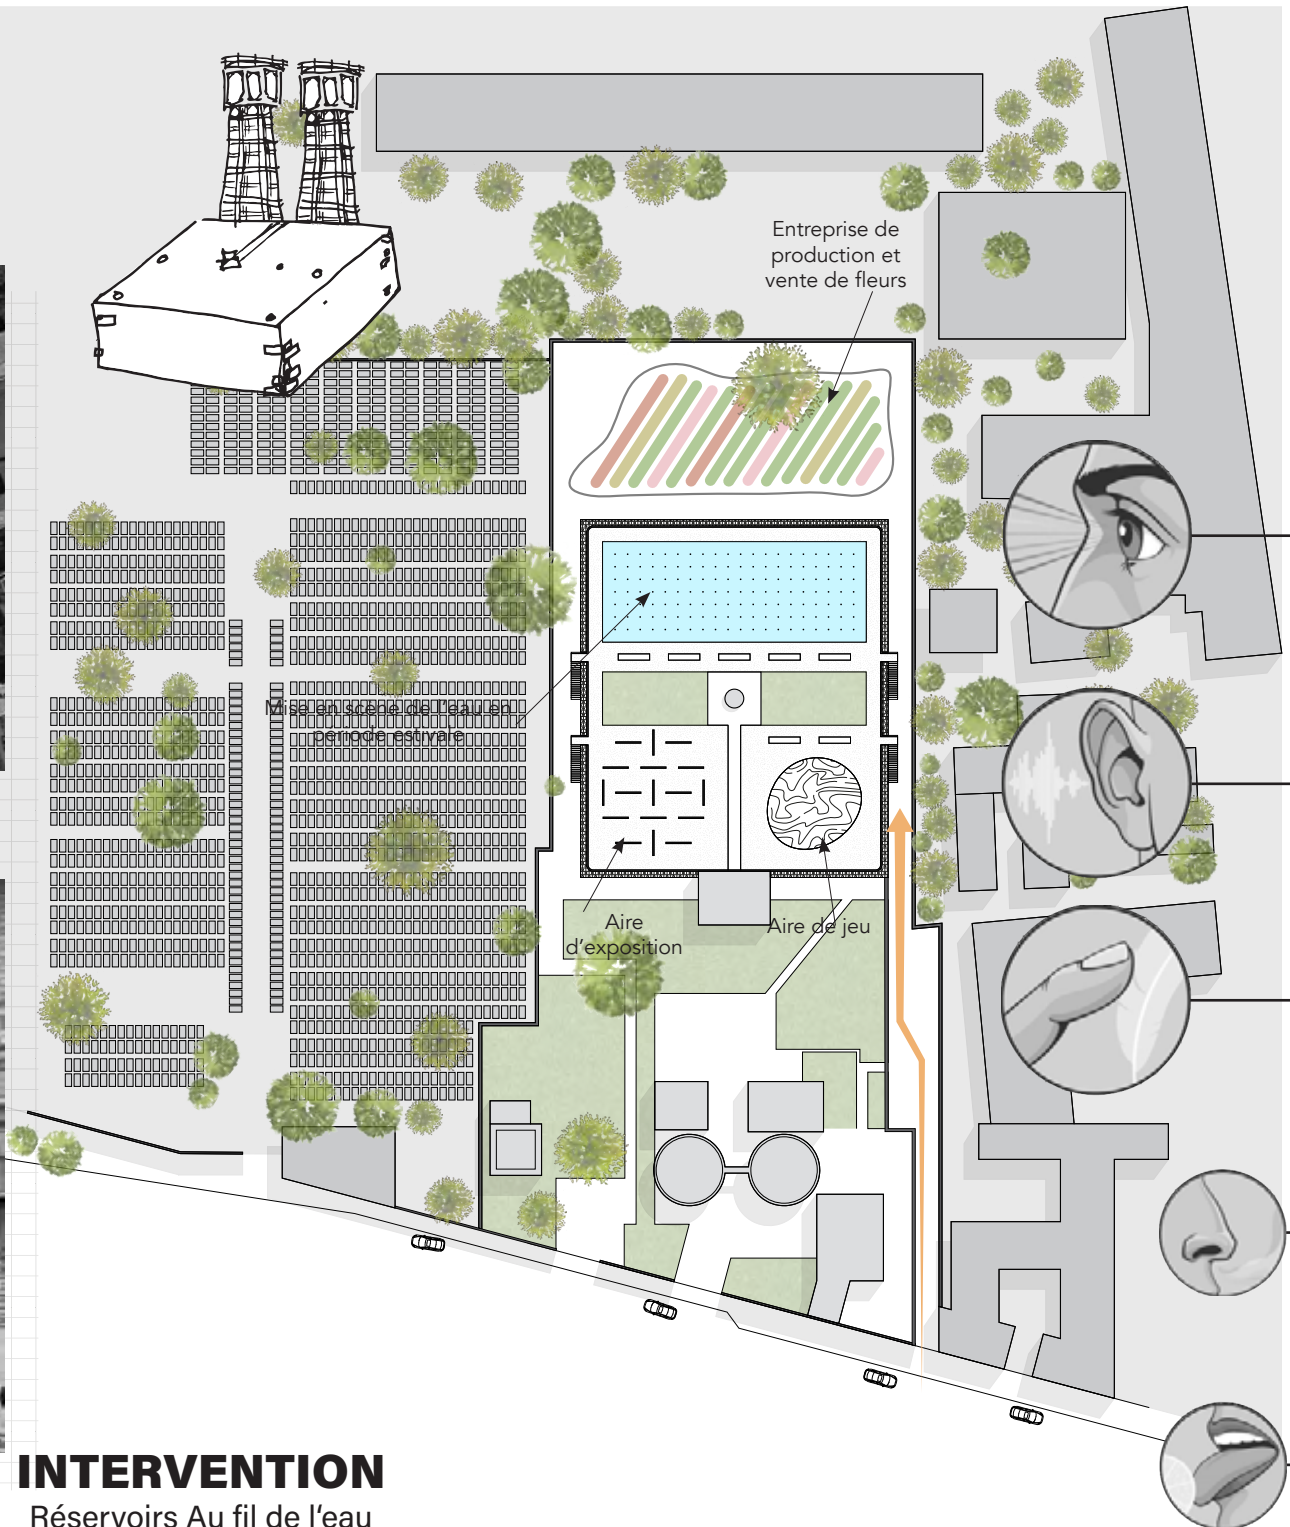 Entreprise de
production et
vente de fleurs
Mise en scène de l'eau en
période estivale
Aire
d'exposition
Aire de jeu
INTERVENTION
Réservoirs Au fil de l'eau